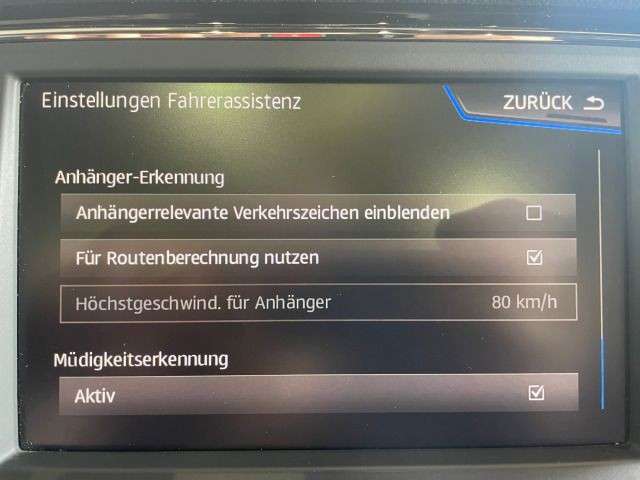 Einstellungen Fahrerassistenz
ZURÜCK
Anhänger-Erkennung
Anhängerrelevante Verkehrszeichen einblenden
Für Routenberechnung nutzen
Höchstgeschwind. für Anhänger 80 km/h
Müdigkeitserkennung
Aktiv